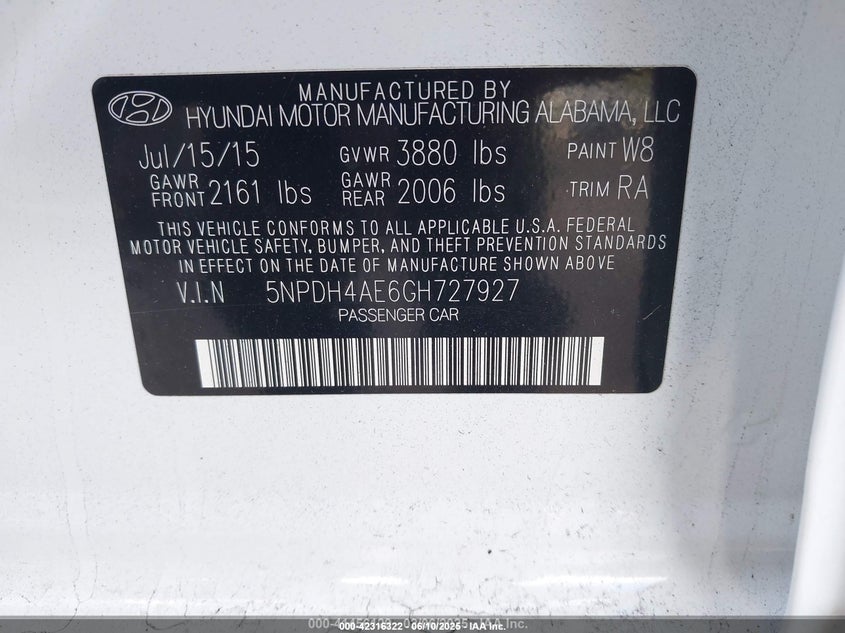 MANUFACTURED BY
HYUNDAI MOTOR MANUFACTURING ALABAMA, LLC
Jul/15/15 GVWR 3880 lbs PAINT W8
GAWR FRONT 2161 lbs GAWR REAR 2006 lbs TRIM RA
THIS VEHICLE CONFORMS TO ALL APPLICABLE U.S.A. FEDERAL
MOTOR VEHICLE SAFETY, BUMPER, AND THEFT PREVENTION STANDARDS
IN EFFECT ON THE DATE OF MANUFACTURE SHOWN ABOVE
V.I.N 5NPDH4AE6GH727927
PASSENGER CAR
000-42316322 - 06/10/2025 - IAA Inc.